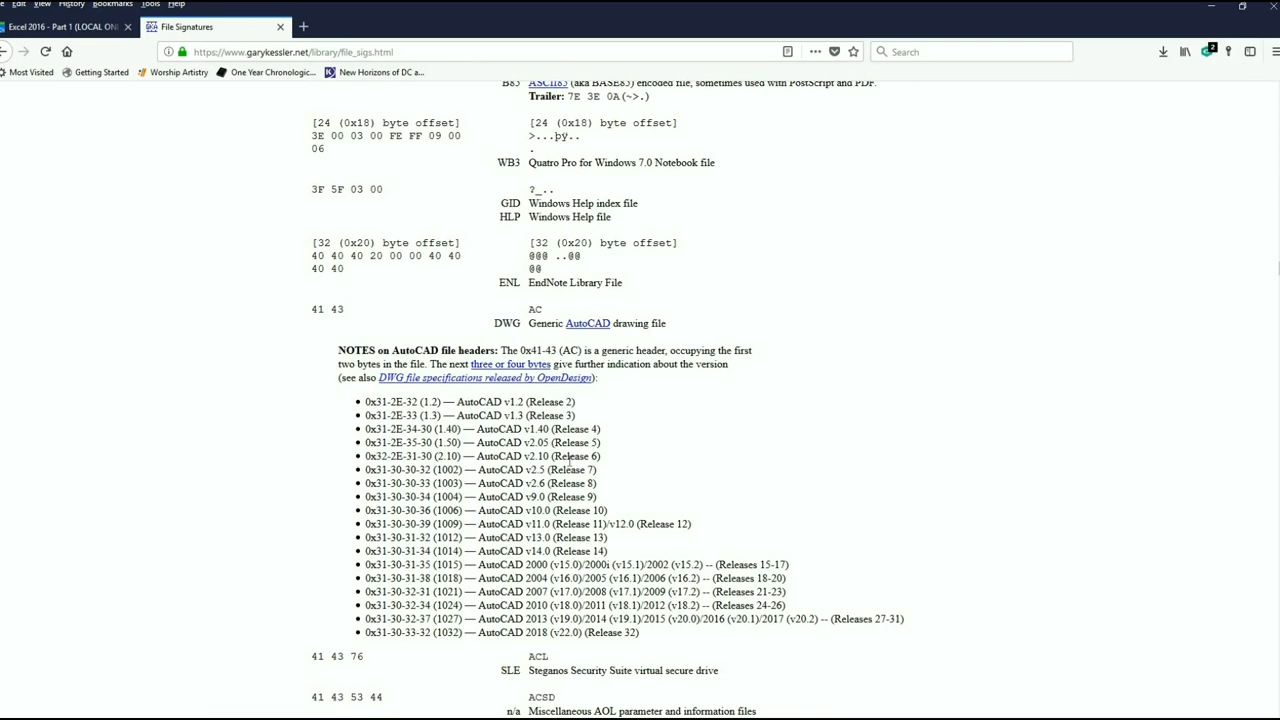 Edit View History Bookmarks Tools Help
Excel 2016 - Part 1 (LOCAL ONL
File Signatures
https://www.garykessler.net/library/file_sigs.html
Search
2
Most Visited Getting Started Worship Artistry One Year Chronologic... New Horizons of DC a...
B85 ASCII85 (aka BASE85) encoded file, sometimes used with PostScript and PDF.
Trailer: 7E 3E 0A (~>.)
[24 (0x18) byte offset] [24 (0x18) byte offset]
3E 00 03 00 FE FF 09 00 >...þÿ..
06 .
WB3 Quatro Pro for Windows 7.0 Notebook file
3F 5F 03 00 ?_..
GID Windows Help index file
HLP Windows Help file
[32 (0x20) byte offset] [32 (0x20) byte offset]
40 40 40 20 00 00 40 40 @@@ ..@@
40 40 @@
ENL EndNote Library File
41 43 AC
DWG Generic AutoCAD drawing file
NOTES on AutoCAD file headers: The 0x41-43 (AC) is a generic header, occupying the first
two bytes in the file. The next three or four bytes give further indication about the version
(see also DWG file specifications released by OpenDesign):
• 0x31-2E-32 (1.2) — AutoCAD v1.2 (Release 2)
• 0x31-2E-33 (1.3) — AutoCAD v1.3 (Release 3)
• 0x31-2E-34-30 (1.40) — AutoCAD v1.40 (Release 4)
• 0x31-2E-35-30 (1.50) — AutoCAD v2.05 (Release 5)
• 0x32-2E-31-30 (2.10) — AutoCAD v2.10 (Release 6)
• 0x31-30-30-32 (1002) — AutoCAD v2.5 (Release 7)
• 0x31-30-30-33 (1003) — AutoCAD v2.6 (Release 8)
• 0x31-30-30-34 (1004) — AutoCAD v9.0 (Release 9)
• 0x31-30-30-36 (1006) — AutoCAD v10.0 (Release 10)
• 0x31-30-30-39 (1009) — AutoCAD v11.0 (Release 11)/v12.0 (Release 12)
• 0x31-30-31-32 (1012) — AutoCAD v13.0 (Release 13)
• 0x31-30-31-34 (1014) — AutoCAD v14.0 (Release 14)
• 0x31-30-31-35 (1015) — AutoCAD 2000 (v15.0)/2000i (v15.1)/2002 (v15.2) -- (Releases 15-17)
• 0x31-30-31-38 (1018) — AutoCAD 2004 (v16.0)/2005 (v16.1)/2006 (v16.2) -- (Releases 18-20)
• 0x31-30-32-31 (1021) — AutoCAD 2007 (v17.0)/2008 (v17.1)/2009 (v17.2) -- (Releases 21-23)
• 0x31-30-32-34 (1024) — AutoCAD 2010 (v18.0)/2011 (v18.1)/2012 (v18.2) -- (Releases 24-26)
• 0x31-30-32-37 (1027) — AutoCAD 2013 (v19.0)/2014 (v19.1)/2015 (v20.0)/2016 (v20.1)/2017 (v20.2) -- (Releases 27-31)
• 0x31-30-33-32 (1032) — AutoCAD 2018 (v22.0) (Release 32)
41 43 76 ACL
SLE Steganos Security Suite virtual secure drive
41 43 53 44 ACSD
n/a Miscellaneous AOL parameter and information files